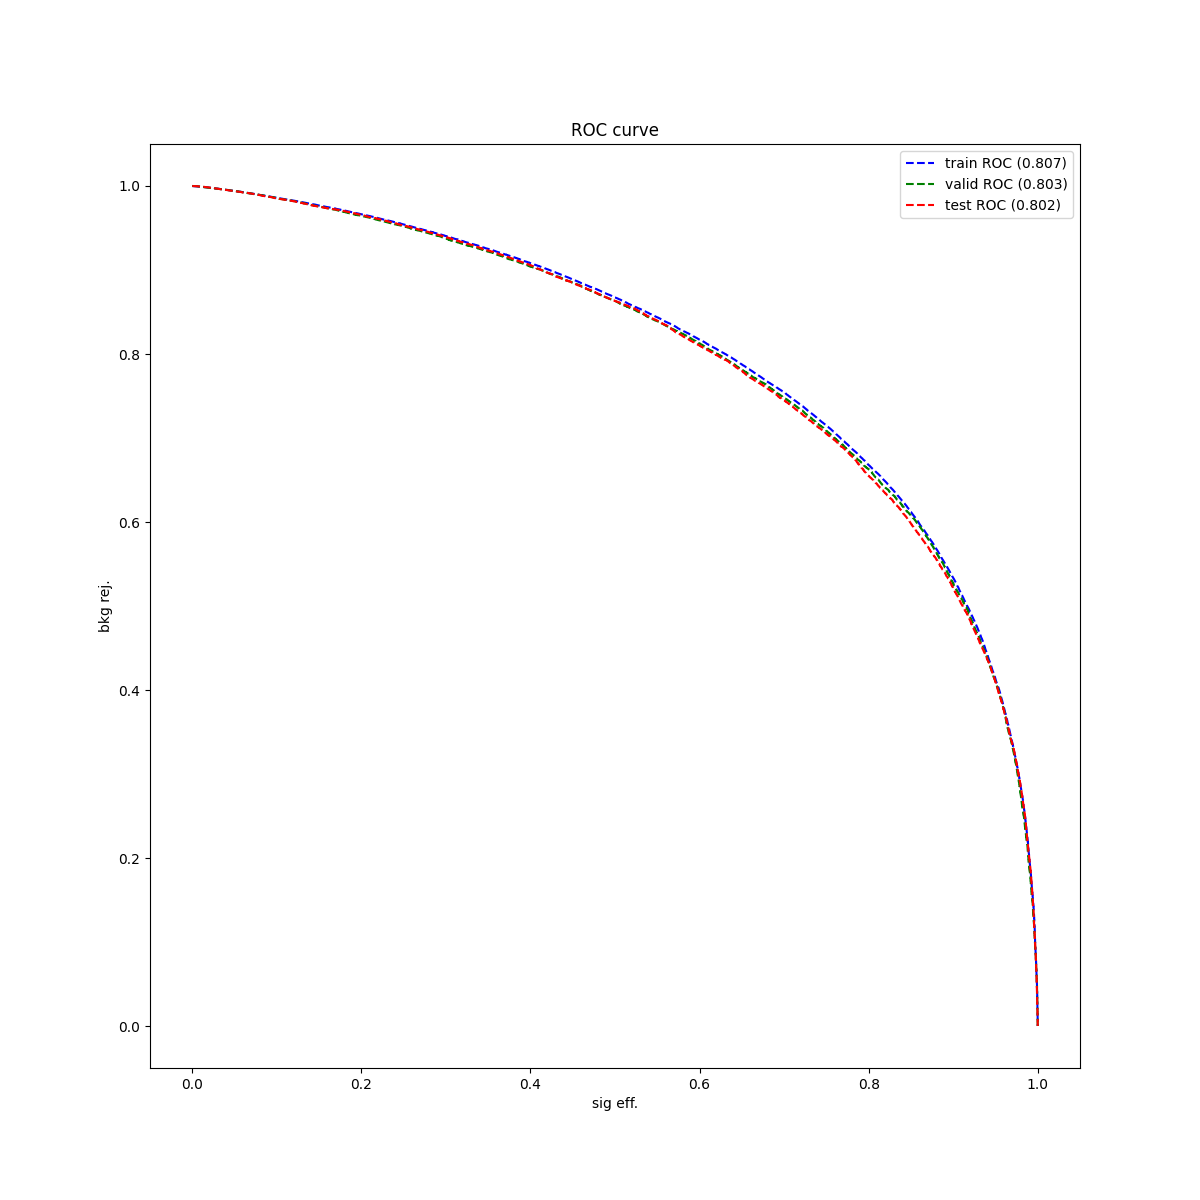 ROC curve
train ROC (0.807)
valid ROC (0.803)
test ROC (0.802)
1.0
0.8
0.6
0.4
0.2
0.0
bkg rej.
0.0 0.2 0.4 0.6 0.8 1.0
sig eff.